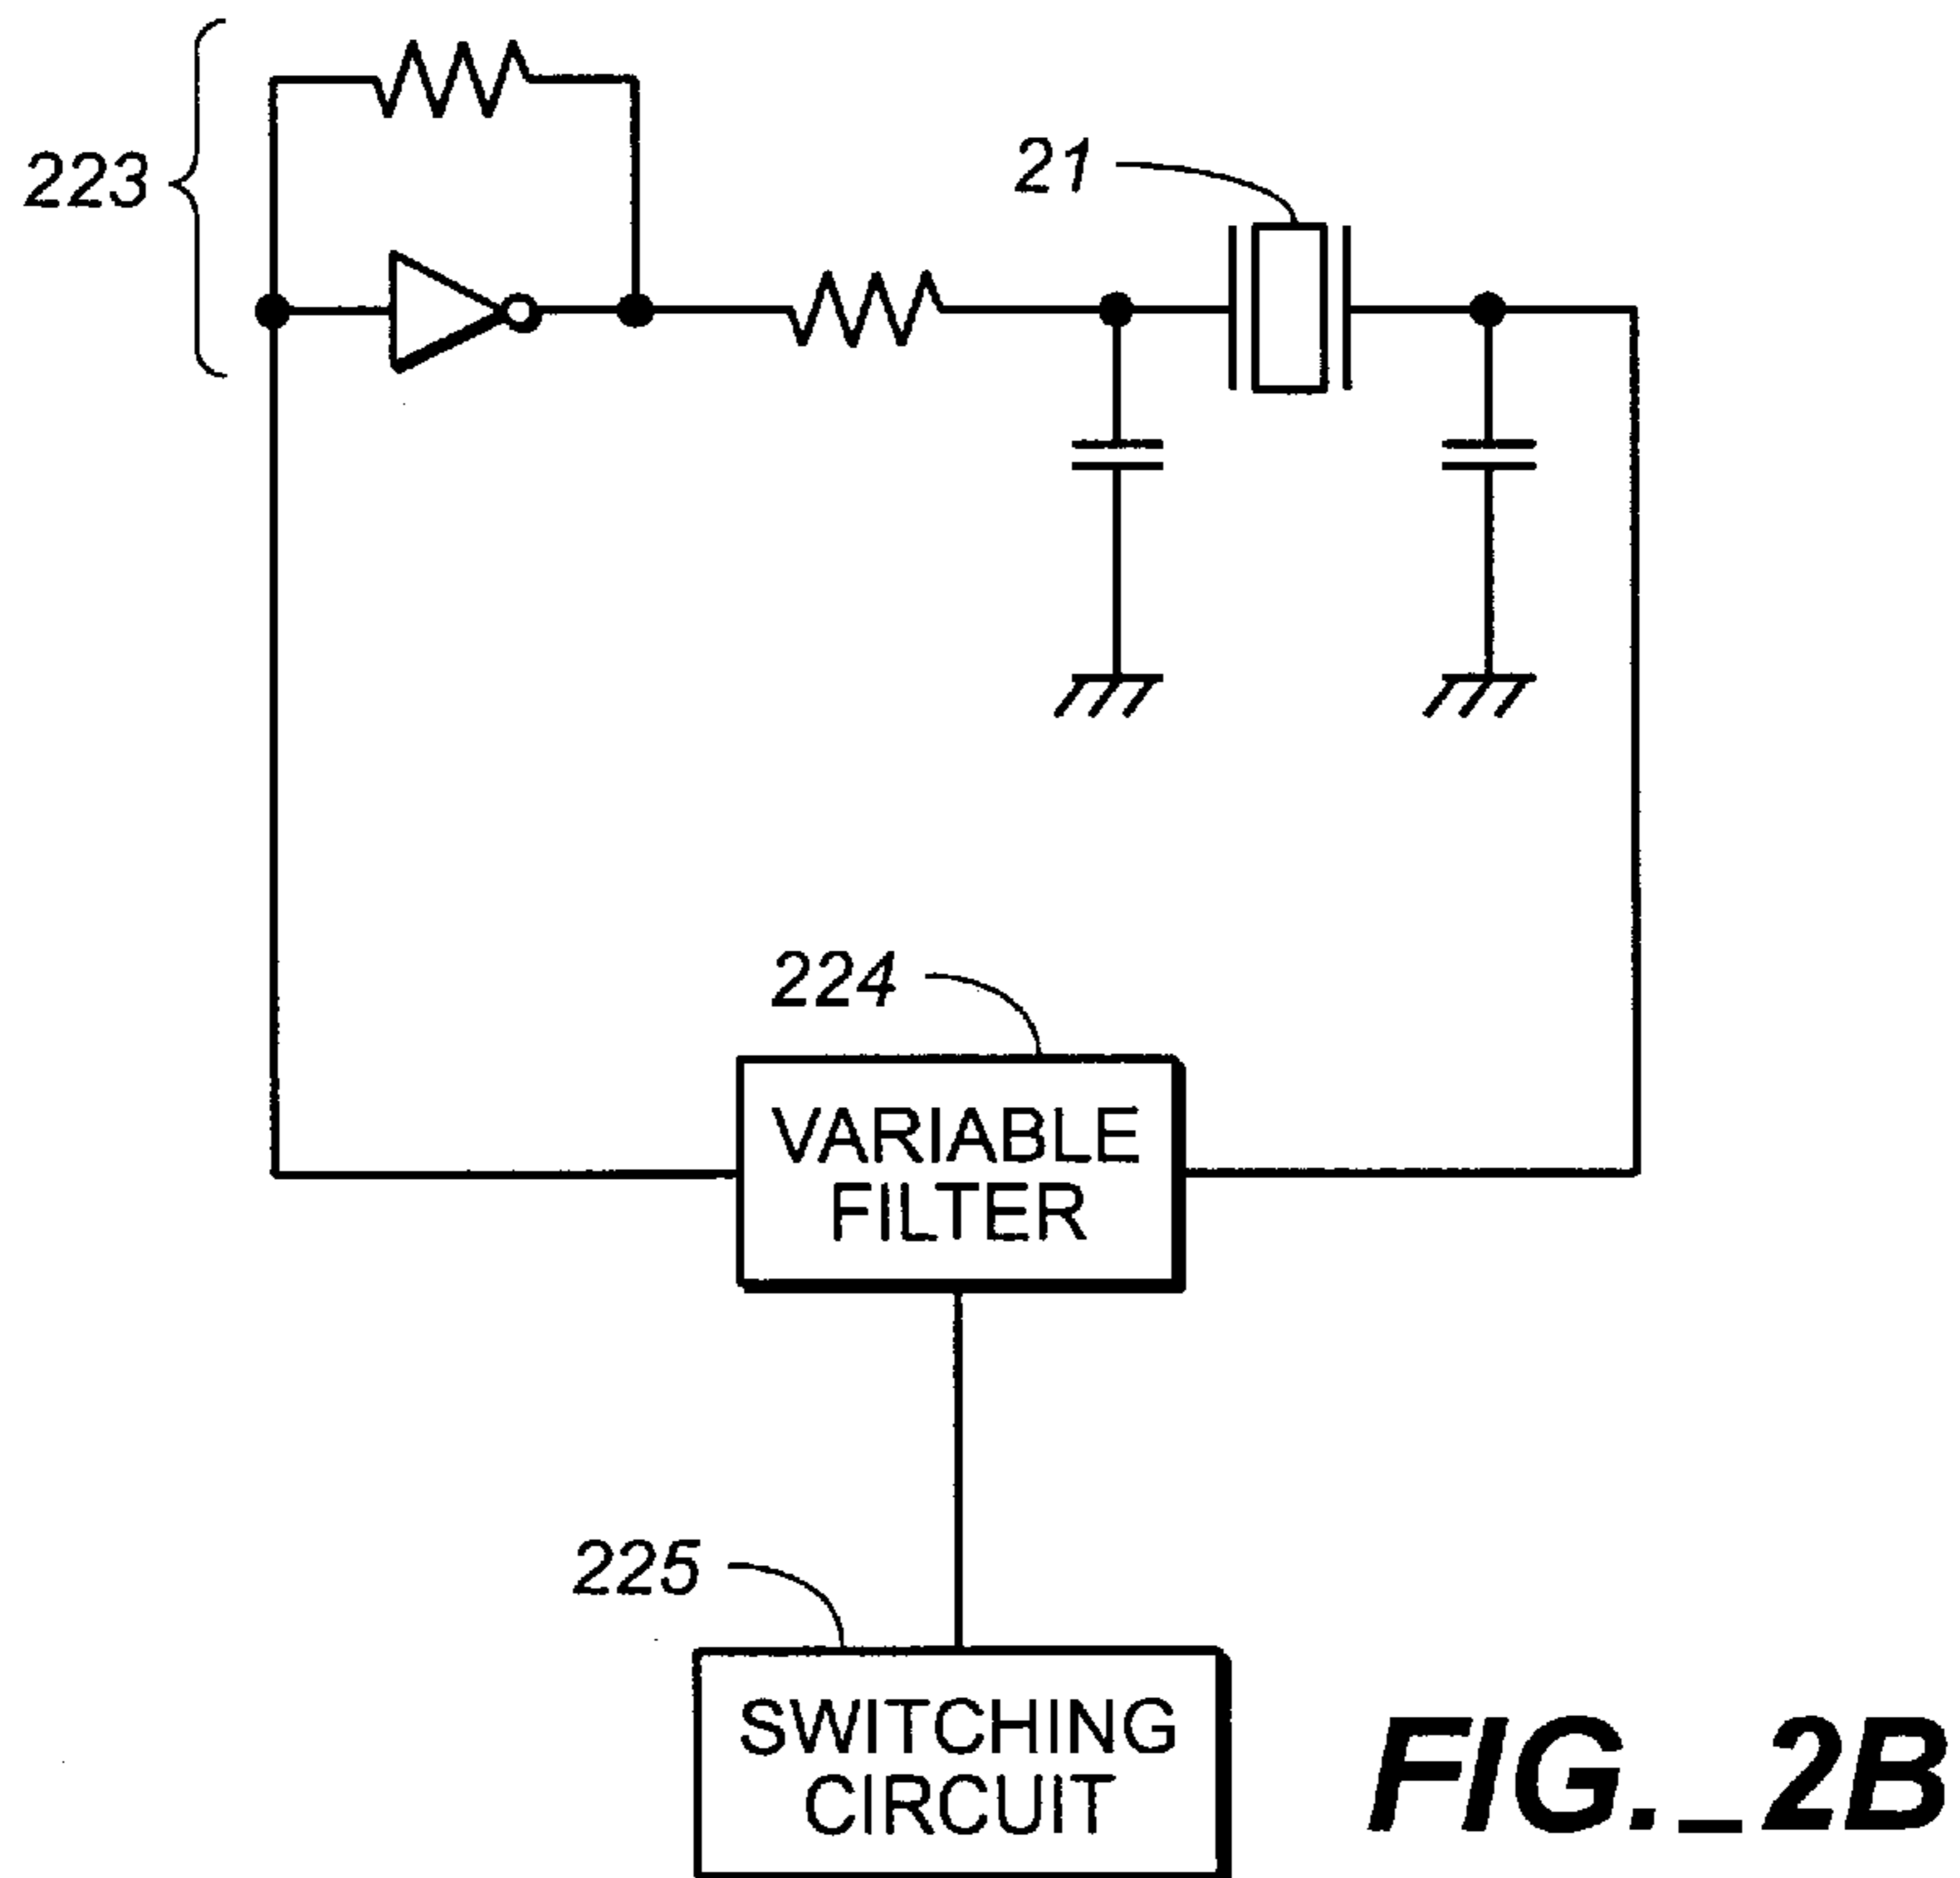 223
21
224
VARIABLE
FILTER
225
SWITCHING
CIRCUIT
FIG._2B